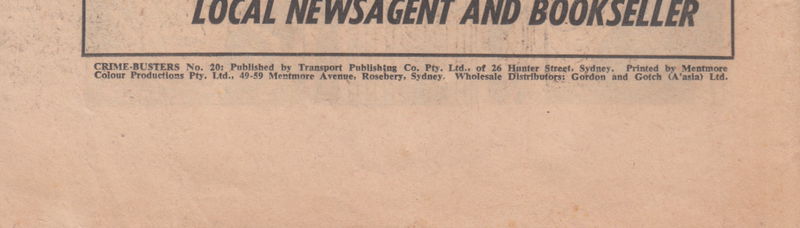 LOCAL NEWSAGENT AND BOOKSELLER
CRIME-BUSTERS No. 20: Published by Transport Publishing Co. Pty. Ltd., of 26 Hunter Street, Sydney. Printed by Mentmore
Colour Productions Pty. Ltd., 49-59 Mentmore Avenue, Rosebery, Sydney. Wholesale Distributors: Gordon and Gotch (A'asia) Ltd.